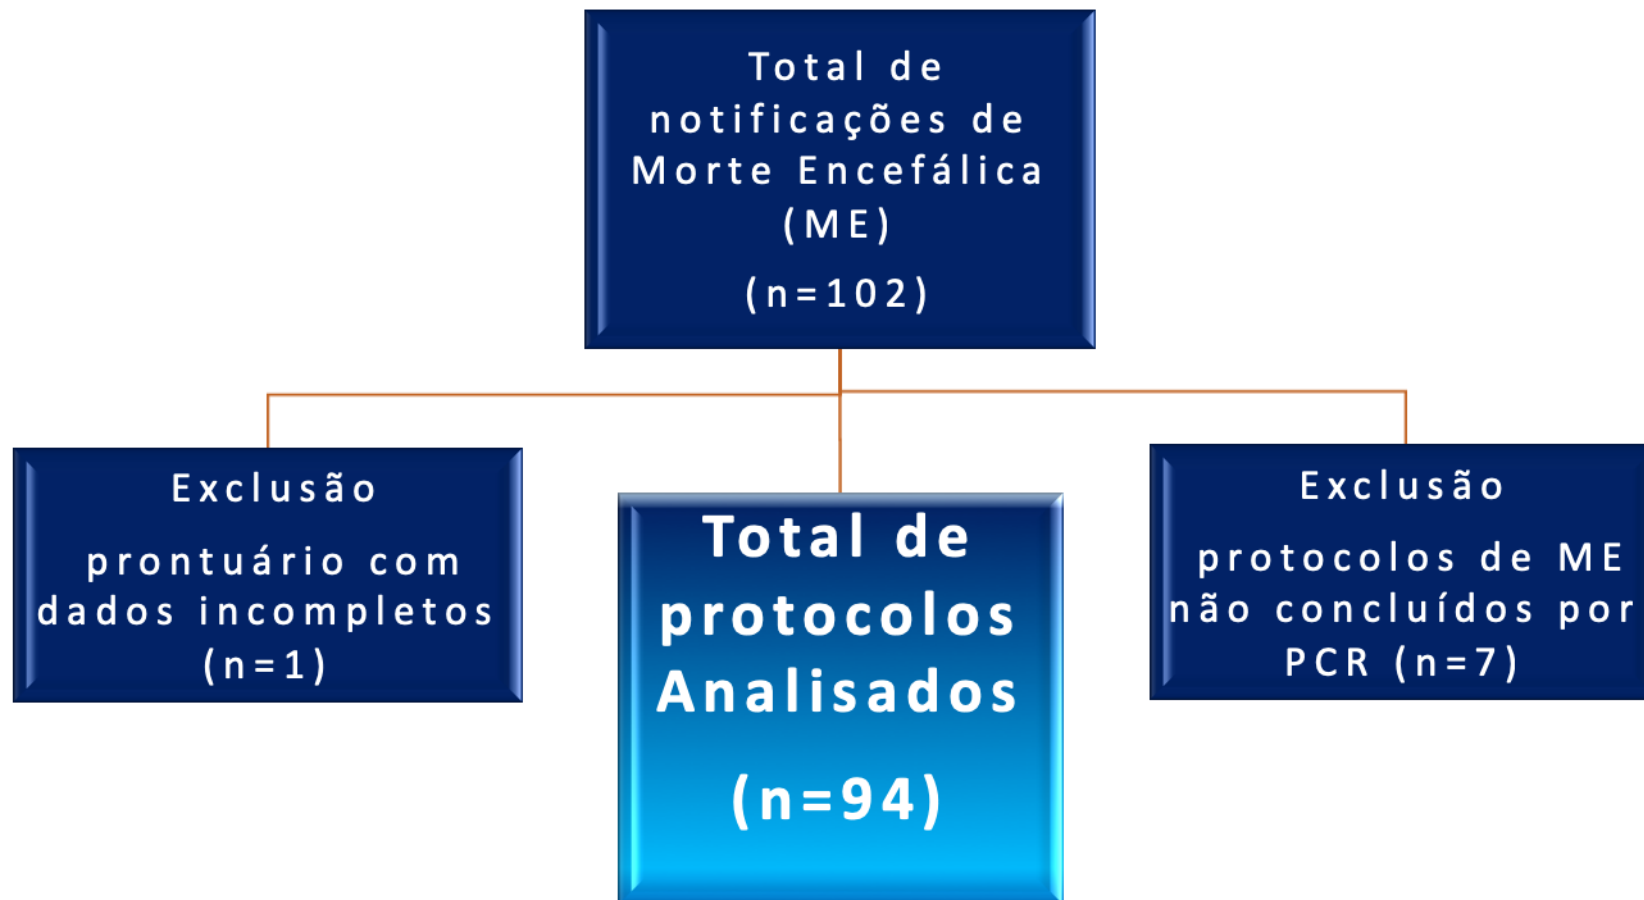 Total de
notificações de
Morte Encefálica
(ME)
(n=102)
Exclusão
prontuário com
dados incompletos
(n=1)
Total de
protocolos
Analisados
(n=94)
Exclusão
protocolos de ME
não concluídos por
PCR (n=7)